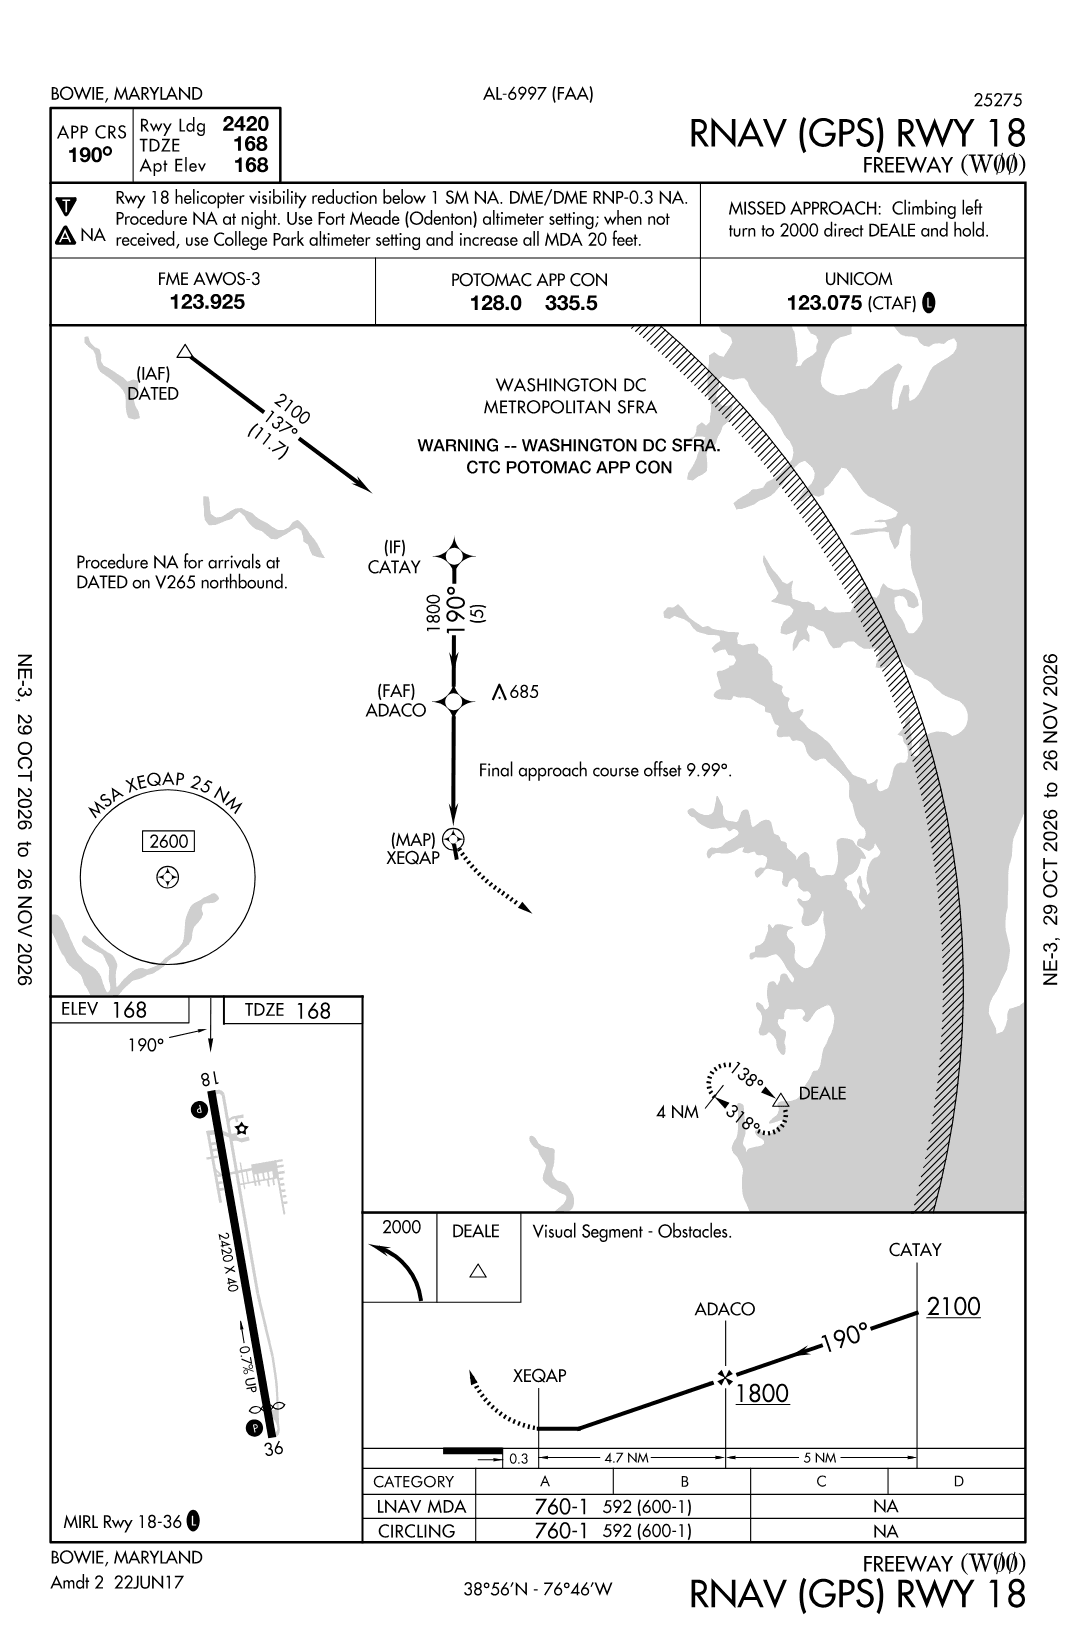 BOWIE, MARYLAND
AL-6997 (FAA)
25275
APP CRS
190°
Rwy Ldg 2420
TDZE 168
Apt Elev 168
RNAV (GPS) RWY 18
FREEWAY (W00)
T
A NA
Rwy 18 helicopter visibility reduction below 1 SM NA. DME/DME RNP-0.3 NA.
Procedure NA at night. Use Fort Meade (Odenton) altimeter setting; when not
received, use College Park altimeter setting and increase all MDA 20 feet.
MISSED APPROACH: Climbing left
turn to 2000 direct DEALE and hold.
FME AWOS-3
123.925
POTOMAC APP CON
128.0 335.5
UNICOM
123.075 (CTAF) L
(IAF)
DATED
2100
137°
(11.7)
WASHINGTON DC
METROPOLITAN SFRA
WARNING -- WASHINGTON DC SFRA.
CTC POTOMAC APP CON
Procedure NA for arrivals at
DATED on V265 northbound.
(IF)
CATAY
1800
190°
(5)
(FAF)
ADACO
685
Final approach course offset 9.99°.
(MAP)
XEQAP
MSA XEQAP 25 NM
2600
138°
DEALE
4 NM
318°
NE-3, 29 OCT 2026 to 26 NOV 2026
NE-3, 29 OCT 2026 to 26 NOV 2026
ELEV 168
TDZE 168
190°
18
P
2420 X 40
0.7% UP
P
36
MIRL Rwy 18-36 L
2000
DEALE
Visual Segment - Obstacles.
CATAY
2100
ADACO
190°
1800
XEQAP
0.3
4.7 NM
5 NM
CATEGORY A B C D
LNAV MDA 760-1 592 (600-1) NA
CIRCLING 760-1 592 (600-1) NA
BOWIE, MARYLAND
Amdt 2 22JUN17
38°56'N - 76°46'W
FREEWAY (W00)
RNAV (GPS) RWY 18